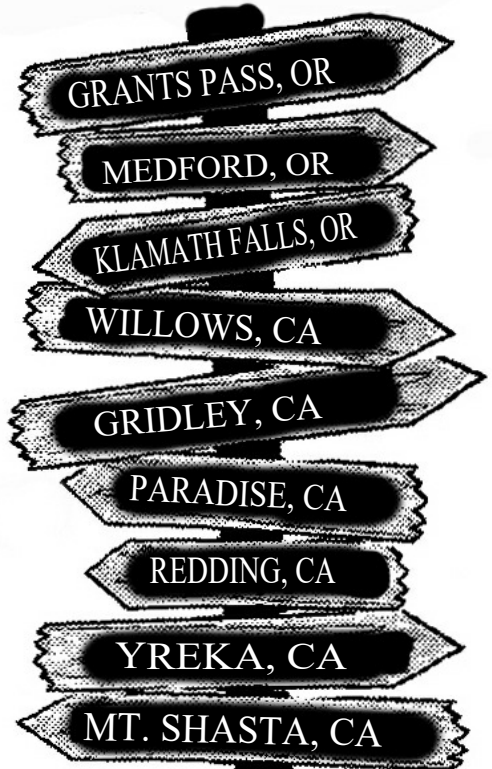 GRANTS PASS, OR
MEDFORD, OR
KLAMATH FALLS, OR
WILLOWS, CA
GRIDLEY, CA
PARADISE, CA
REDDING, CA
YREKA, CA
MT. SHASTA, CA